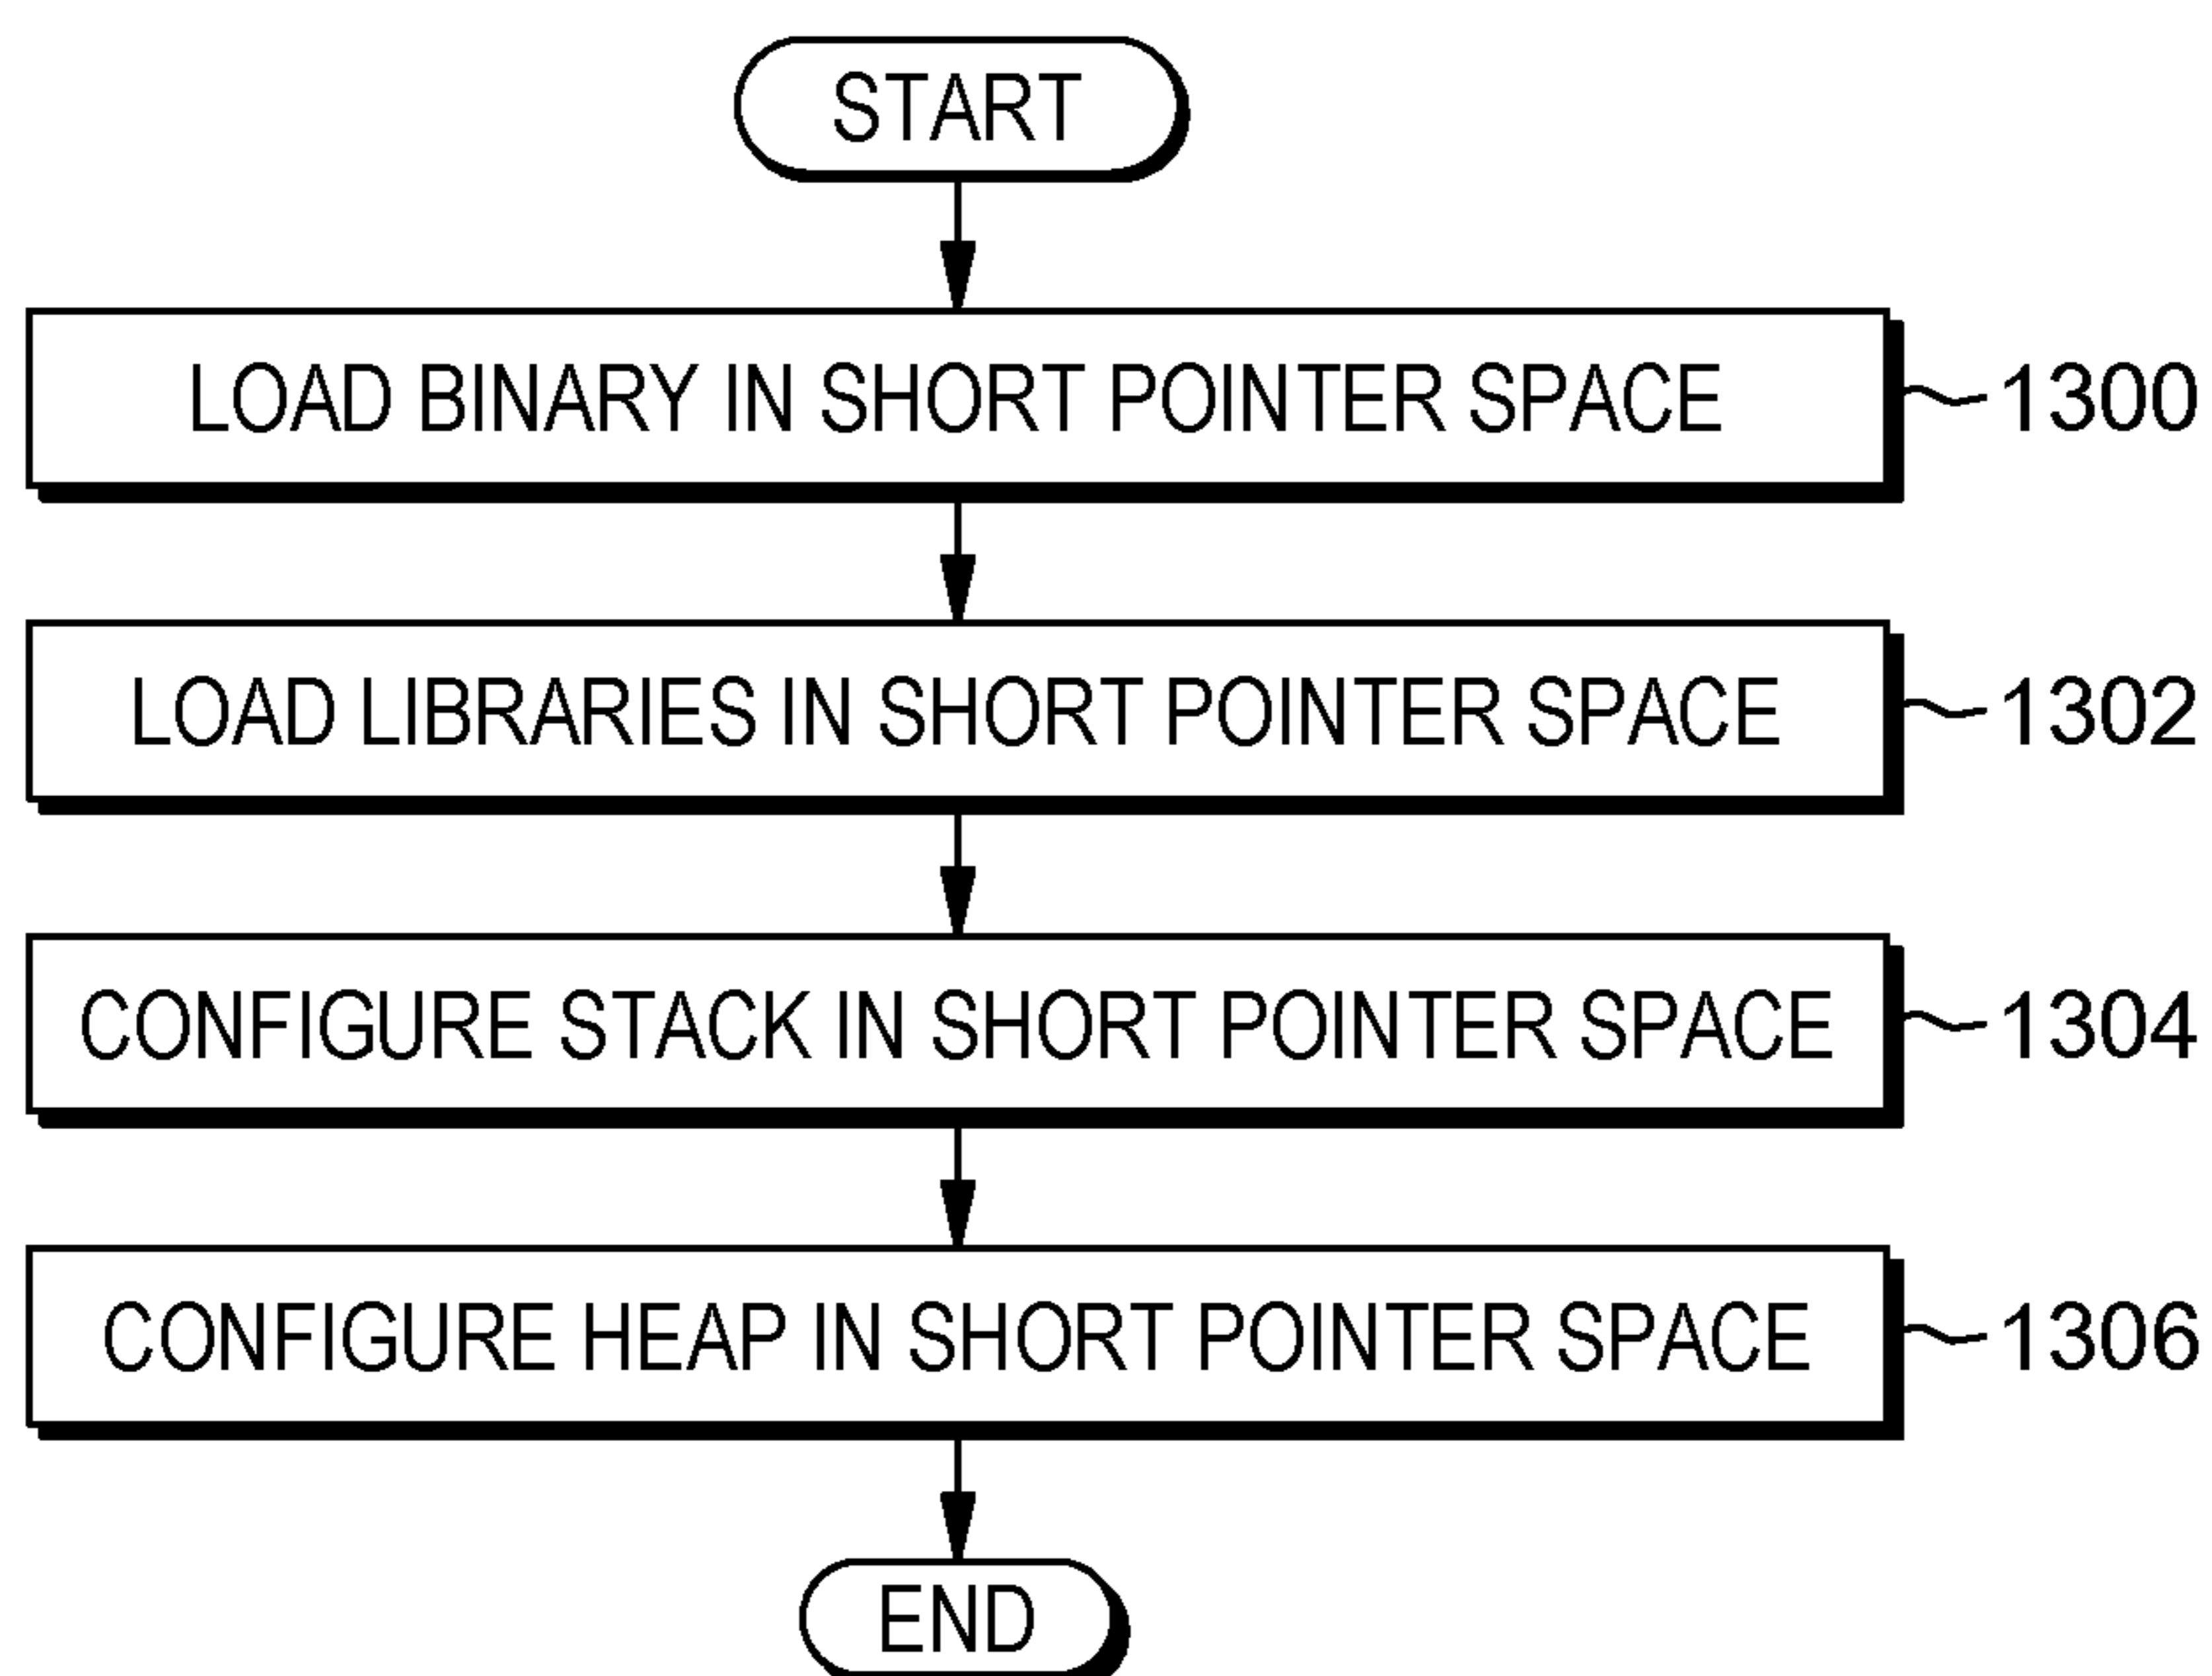 START
LOAD BINARY IN SHORT POINTER SPACE
1300
LOAD LIBRARIES IN SHORT POINTER SPACE
1302
CONFIGURE STACK IN SHORT POINTER SPACE
1304
CONFIGURE HEAP IN SHORT POINTER SPACE
1306
END